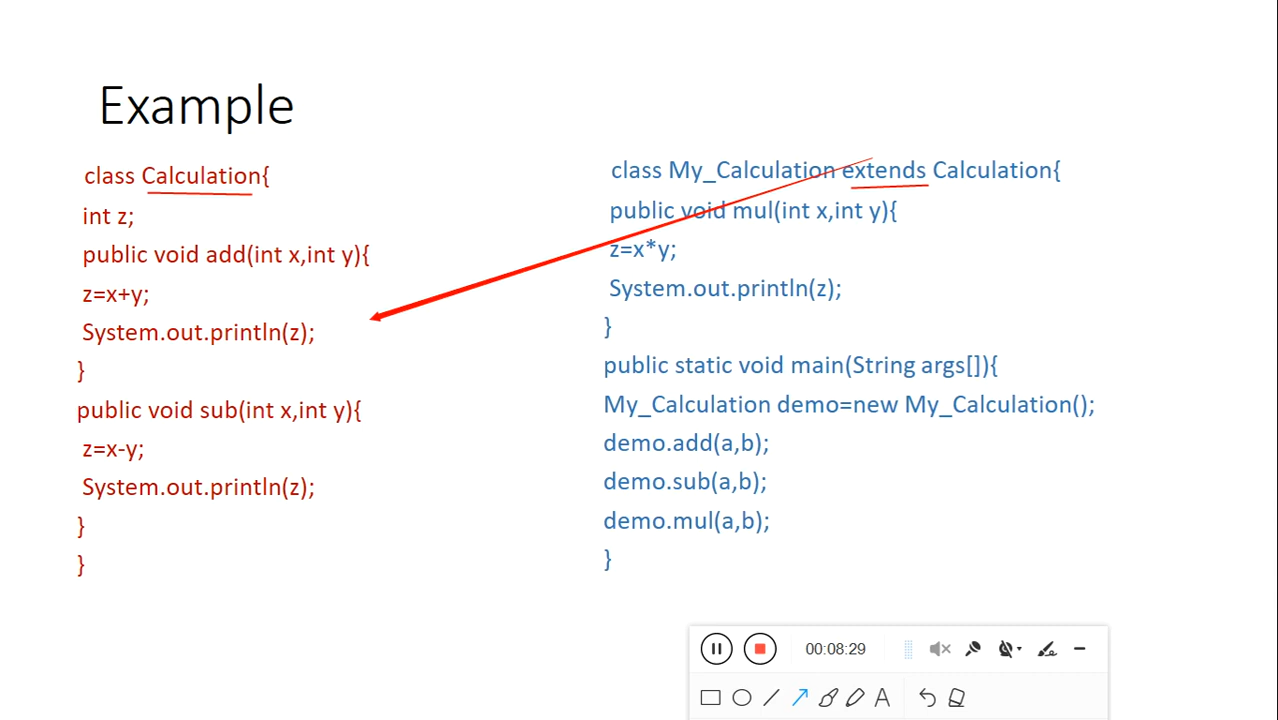 Example
class Calculation{
int z;
public void add(int x,int y){
z=x+y;
System.out.println(z);
}
public void sub(int x,int y){
z=x-y;
System.out.println(z);
}
}
class My_Calculation extends Calculation{
public void mul(int x,int y){
z=x*y;
System.out.println(z);
}
public static void main(String args[]){
My_Calculation demo=new My_Calculation();
demo.add(a,b);
demo.sub(a,b);
demo.mul(a,b);
}
00:08:29
A